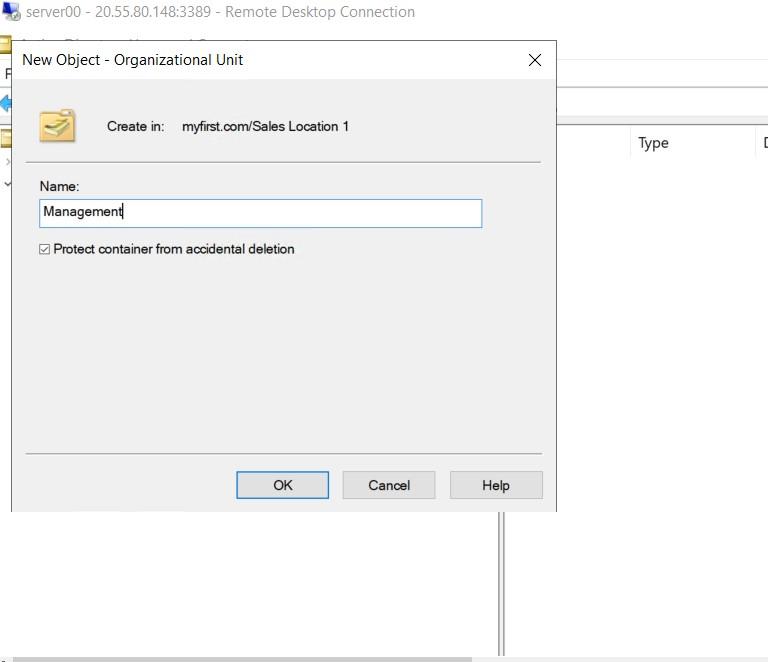 server00 - 20.55.80.148:3389 - Remote Desktop Connection
New Object - Organizational Unit
Create in: myfirst.com/Sales Location 1
Type
Name:
Management
Protect container from accidental deletion
OK Cancel Help